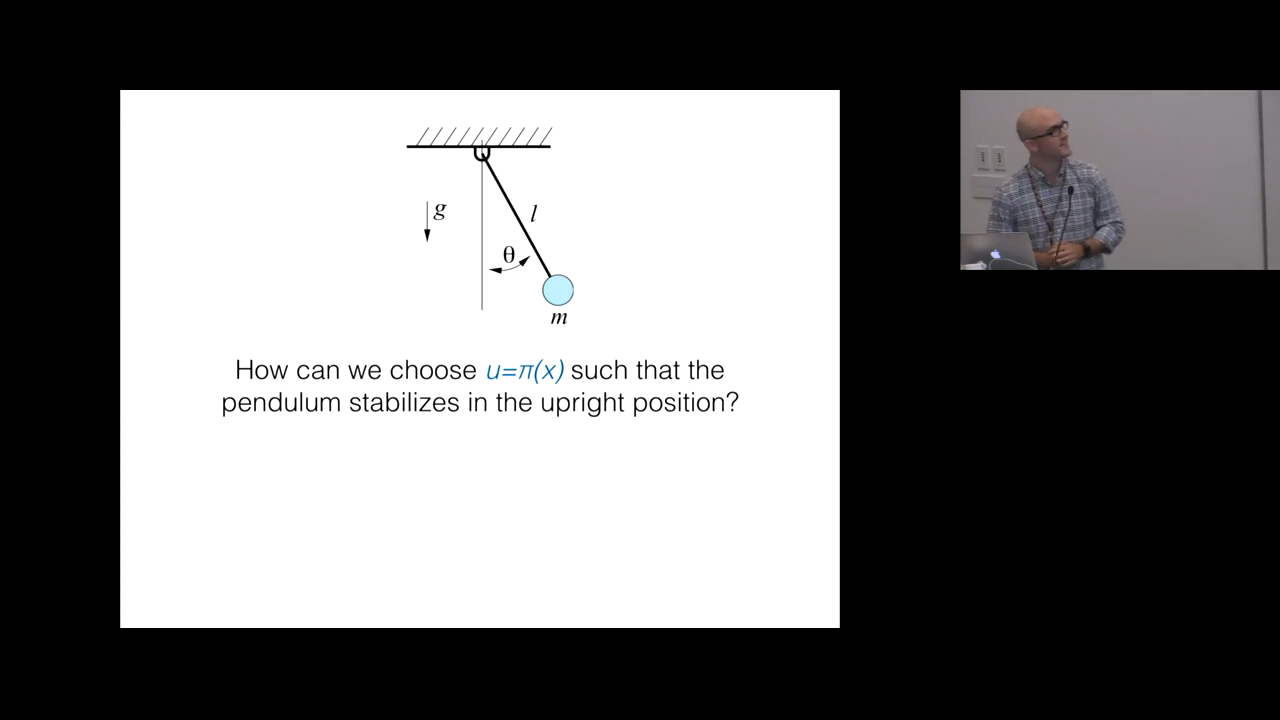 g
l
θ
m
How can we choose u=π(x) such that the
pendulum stabilizes in the upright position?